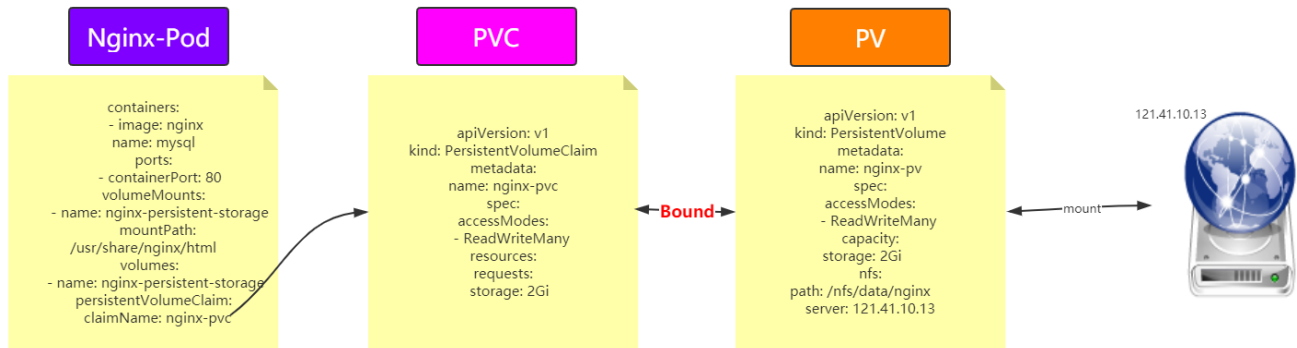 Nginx-Pod
containers:
- image: nginx
name: mysql
ports:
- containerPort: 80
volumeMounts:
- name: nginx-persistent-storage
mountPath:
/usr/share/nginx/html
volumes:
- name: nginx-persistent-storage
persistentVolumeClaim:
claimName: nginx-pvc
PVC
apiVersion: v1
kind: PersistentVolumeClaim
metadata:
name: nginx-pvc
spec:
accessModes:
- ReadWriteMany
resources:
requests:
storage: 2Gi
Bound
PV
apiVersion: v1
kind: PersistentVolume
metadata:
name: nginx-pv
spec:
accessModes:
- ReadWriteMany
capacity:
storage: 2Gi
nfs:
path: /nfs/data/nginx
server: 121.41.10.13
mount
121.41.10.13